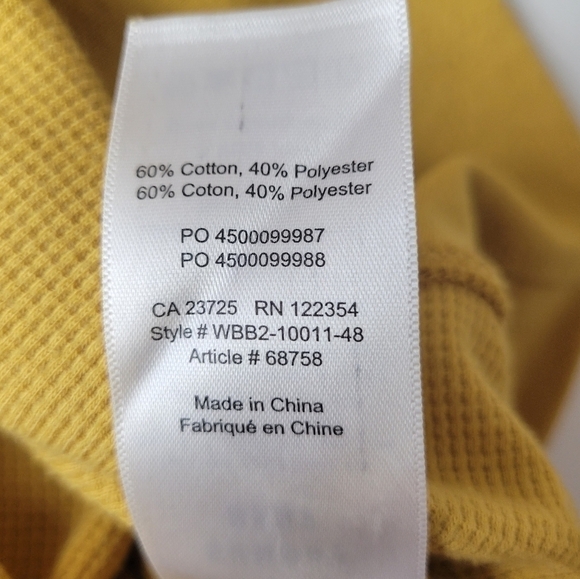 60% Cotton, 40% Polyester
60% Coton, 40% Polyester
PO 4500099987
PO 4500099988
CA 23725 RN 122354
Style # WBB2-10011-48
Article # 68758
Made in China
Fabriqué en Chine